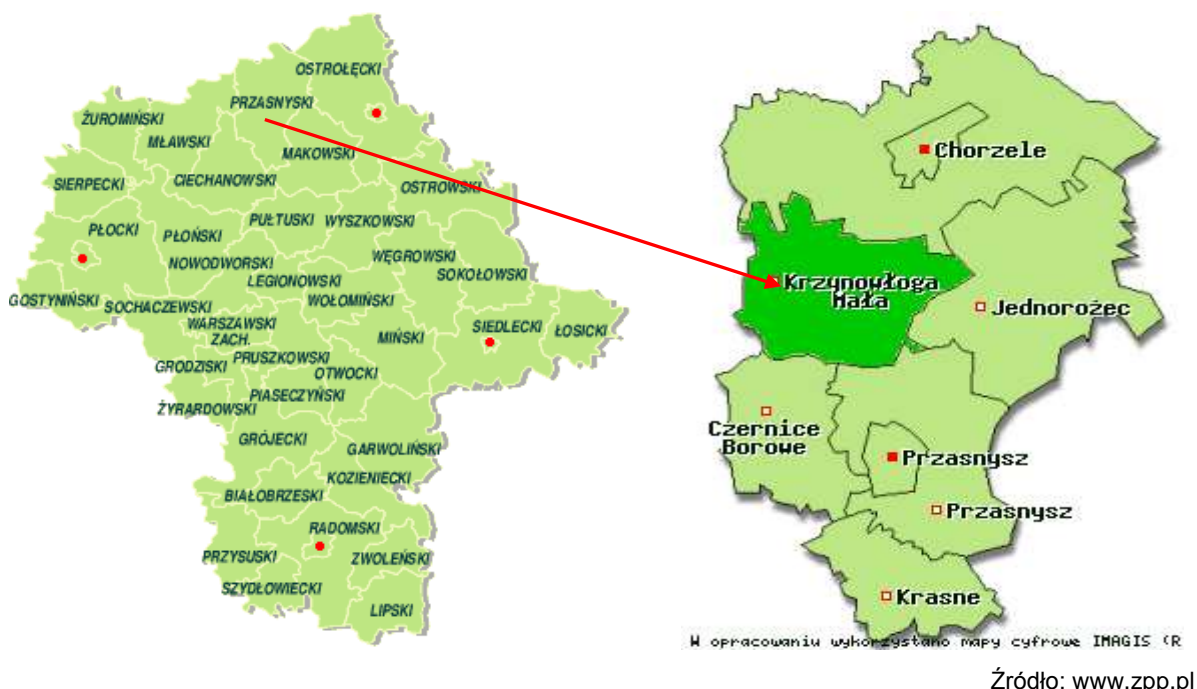 OSTROŁĘCKI
PRZASNYSKI
ŻUROMIŃSKI
MŁAWSKI
MAKOWSKI
SIERPECKI
CIECHANOWSKI
OSTROWSKI
PŁOCKI
PŁOŃSKI
PUŁTUSKI
WYSZKOWSKI
NOWODWORSKI
WĘGROWSKI
LEGIONOWSKI
SOKOŁOWSKI
GOSTYNIŃSKI
SOCHACZEWSKI
WOŁOMIŃSKI
WARSZAWSKI
ZACH.
MIŃSKI
SIEDLECKI
ŁOSICKI
GRODZISKI
PRUSZKOWSKI
OTWOCKI
PIASECZYŃSKI
ŻYRARDOWSKI
GRÓJECKI
GARWOLIŃSKI
KOZIENICKI
BIAŁOBRZESKI
RADOMSKI
PRZYSUSKI
ZWOLEŃSKI
SZYDŁOWIECKI
LIPSKI
Chorzele
Krzynowłoga
Mała
Jednorożec
Czernice
Borowe
Przasnysz
Przasnysz
Krasne
W opracowaniu wykorzystano mapy cyfrowe IMAGIS (R
Źródło: www.zpp.pl